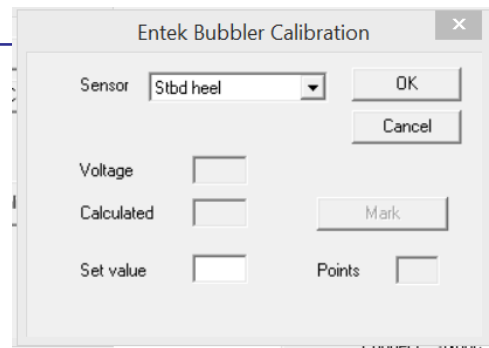 Entek Bubbler Calibration
Sensor Stbd heel OK
Cancel
Voltage
Calculated Mark
Set value Points